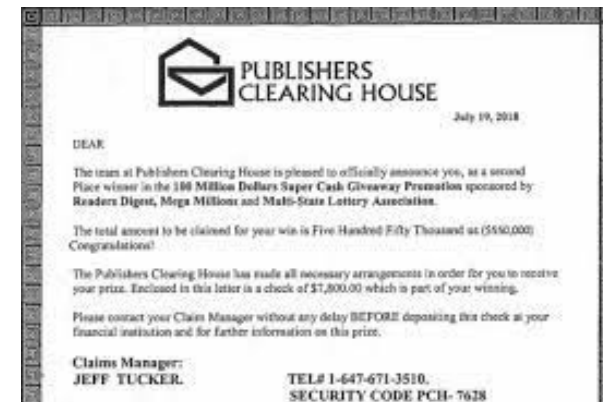 PUBLISHERS
CLEARING HOUSE
July 19, 2018
DEAR
The team at Publishers Clearing House is pleased to officially announce you, as a second
Place winner in the 100 Million Dollars Super Cash Giveaway Promotion sponsored by
Readers Digest, Mega Millions and Multi-State Lottery Association.
The total amount to be claimed for your win is Five Hundred Fifty Thousand us ($550,000)
Congratulations!
The Publishers Clearing House has made all necessary arrangements in order for you to receive
your prize. Enclosed in this letter is a check of $7,800.00 which is part of your winning.
Please contact your Claim Manager without any delay BEFORE depositing this check at your
financial institution and for further information on this prize.
Claims Manager:
JEFF TUCKER. TEL# 1-647-671-3510.
SECURITY CODE PCH- 7628